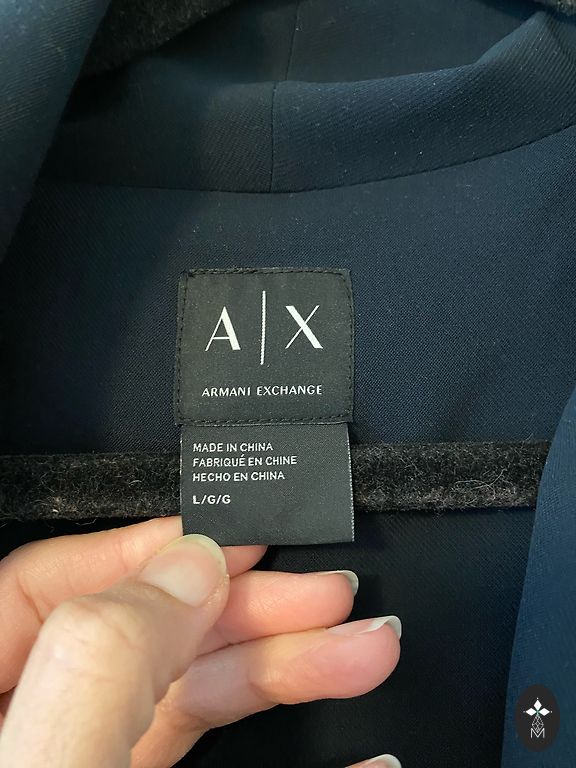 A|X
ARMANI EXCHANGE
MADE IN CHINA
FABRIQUÉ EN CHINE
HECHO EN CHINA
L/G/G
M